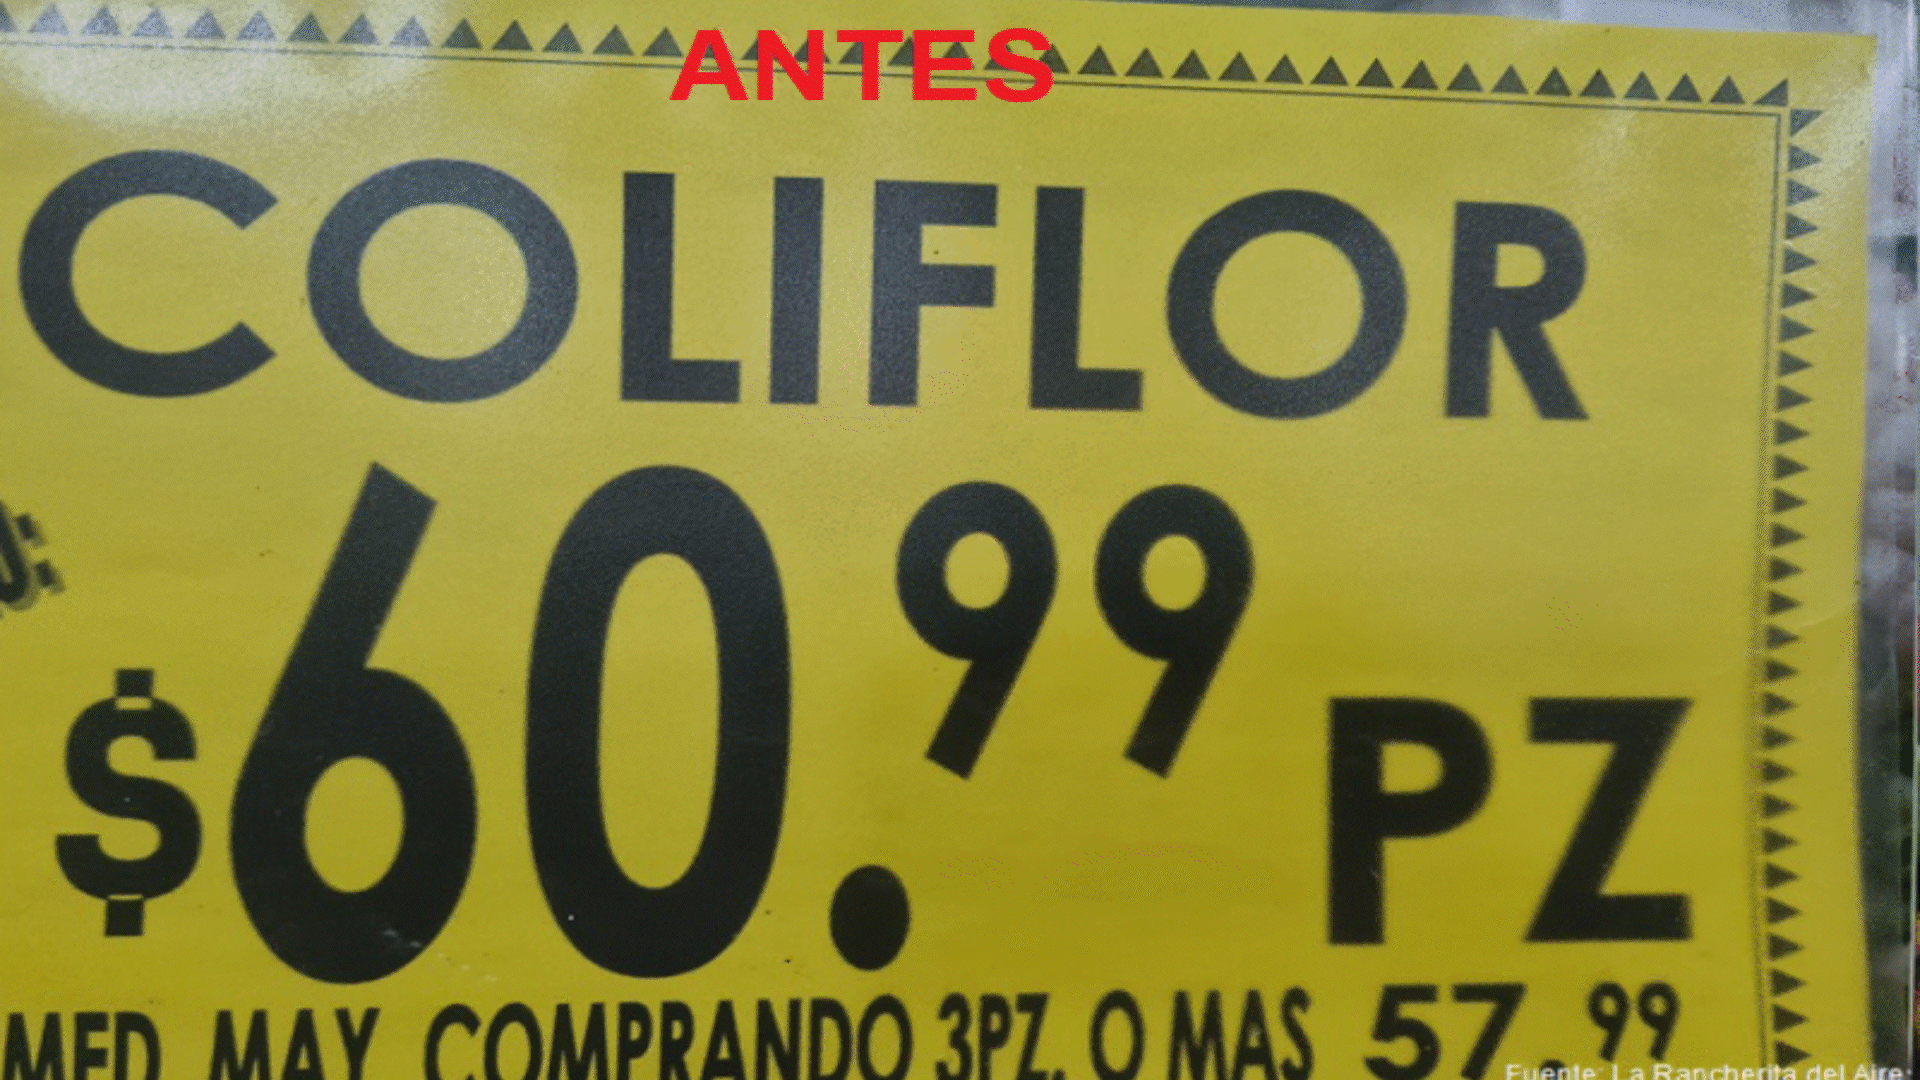 ANTES
COLIFLOR
$60.99 PZ
MED MAY COMPRANDO 3PZ. O MAS 57.99
Fuente: La Rancherita del Aire: